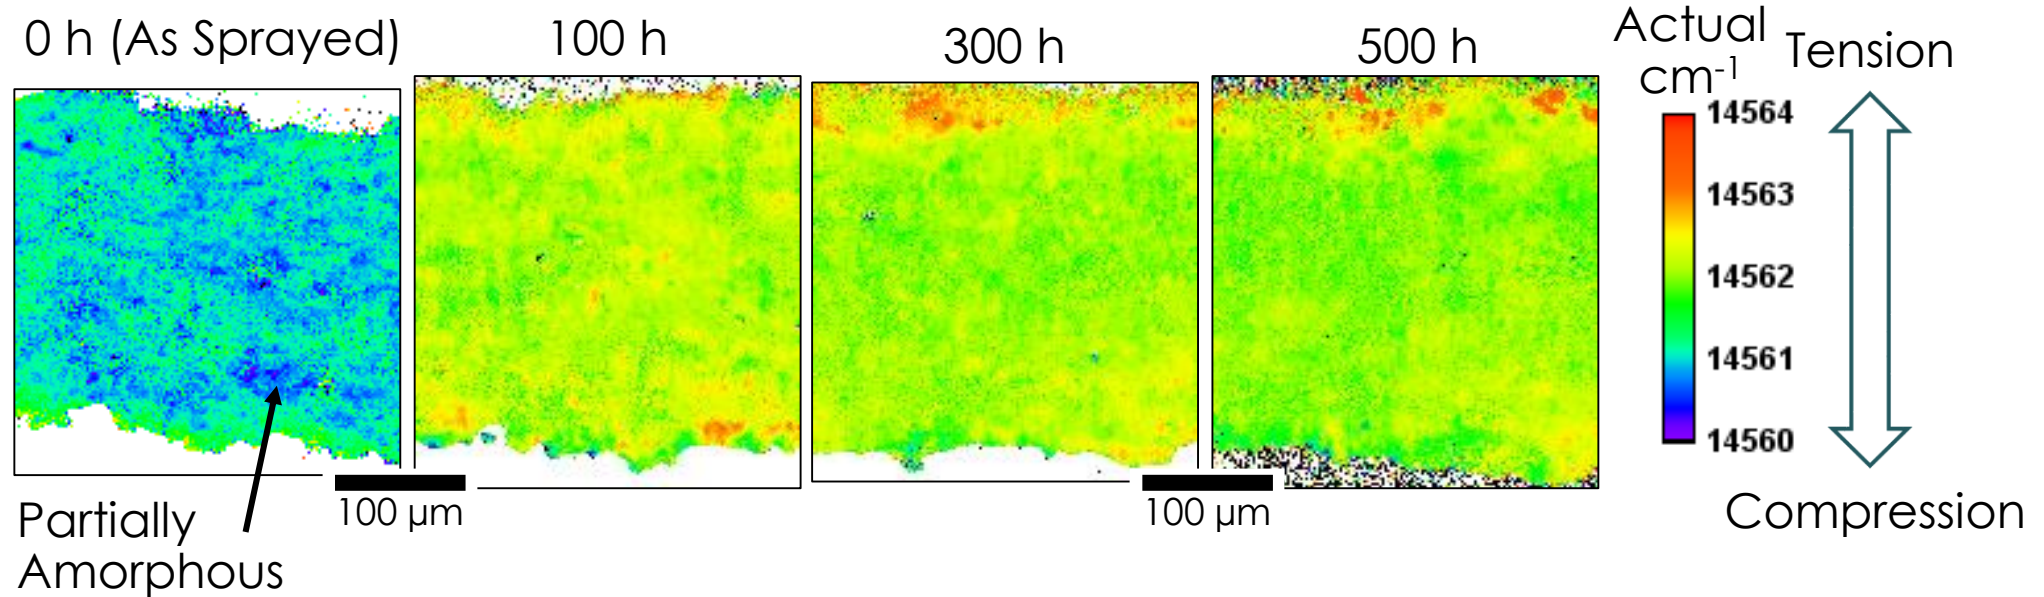 0 h (As Sprayed)
100 h
300 h
500 h
Actual
cm-1
Tension
14564
14563
14562
14561
14560
Compression
100 µm
100 µm
Partially
Amorphous